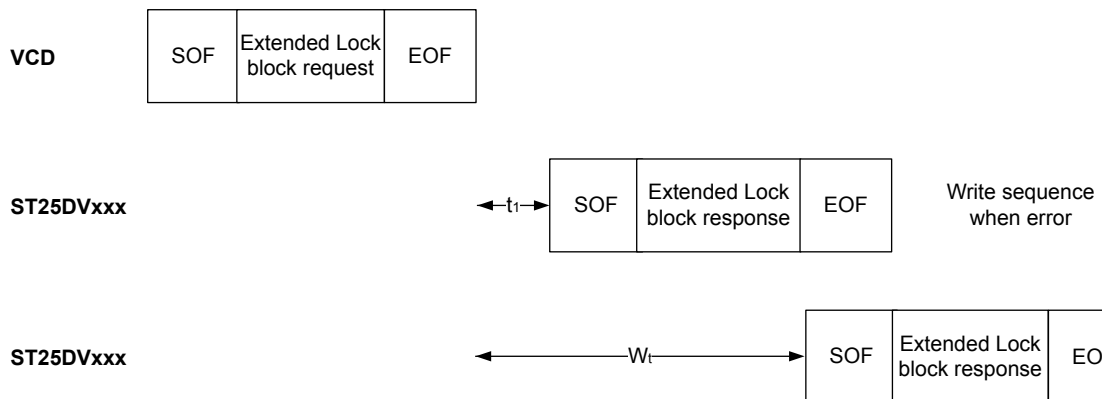 VCD
SOF
Extended Lock
block request
EOF
ST25DVxxx
t1
SOF
Extended Lock
block response
EOF
Write sequence
when error
ST25DVxxx
Wt
SOF
Extended Lock
block response
EO